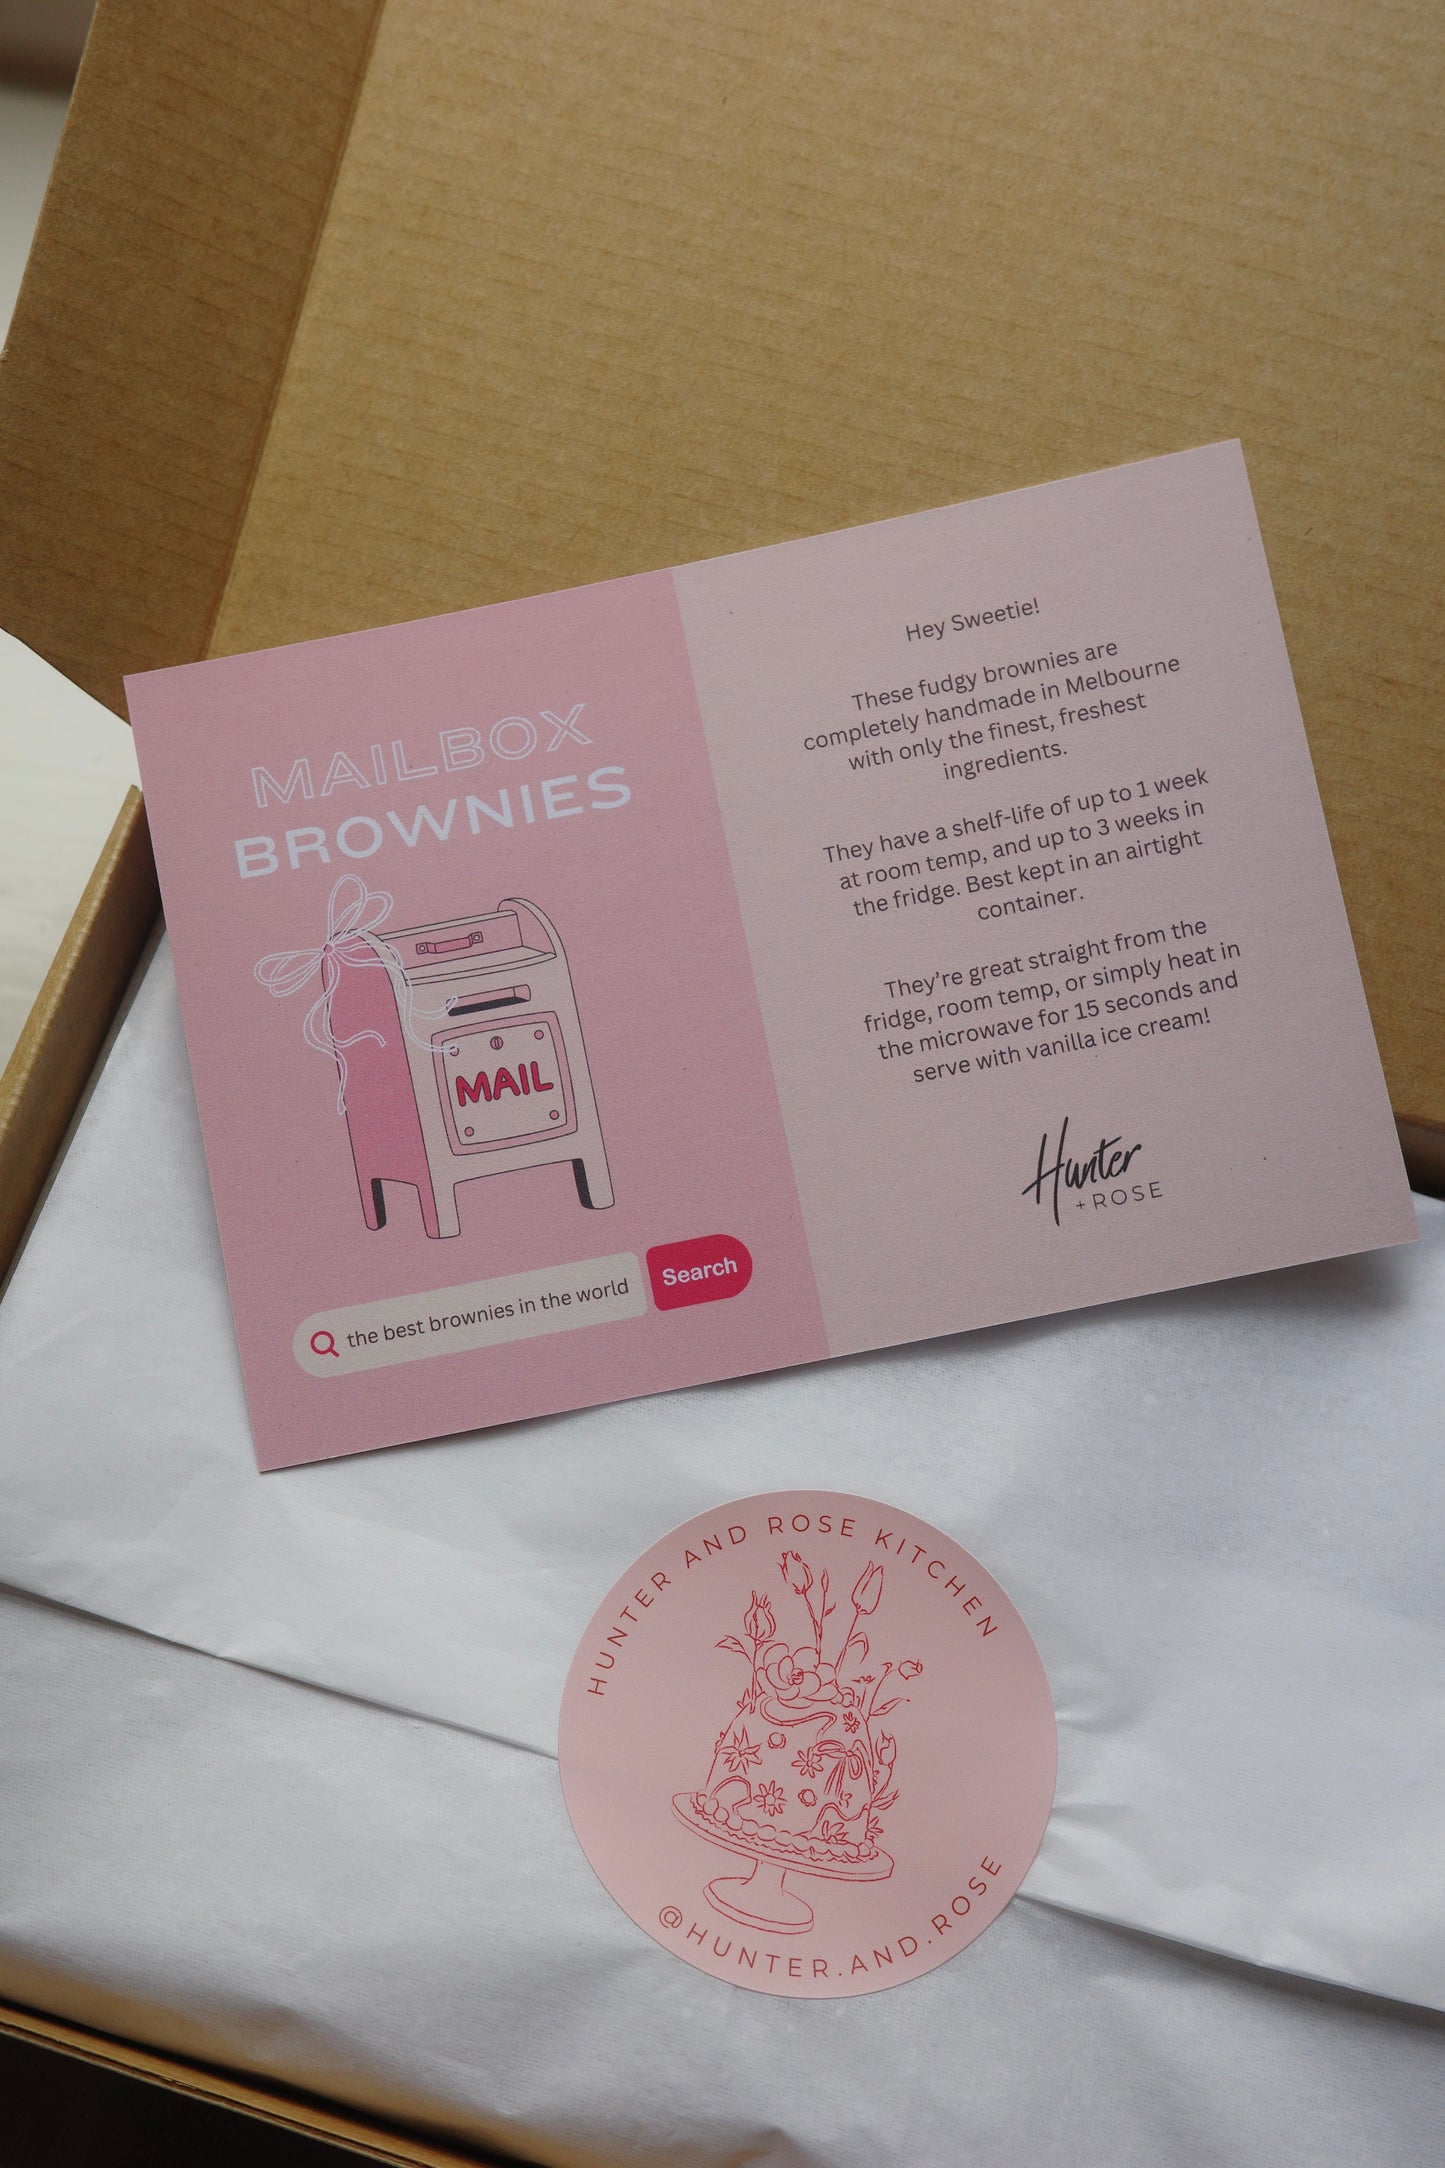 MAILBOX
BROWNIES
MAIL
the best brownies in the world
Search
Hey Sweetie!
These fudgy brownies are
completely handmade in Melbourne
with only the finest, freshest
ingredients.
They have a shelf-life of up to 1 week
at room temp, and up to 3 weeks in
the fridge. Best kept in an airtight
container.
They're great straight from the
fridge, room temp, or simply heat in
the microwave for 15 seconds and
serve with vanilla ice cream!
Hunter
+ROSE
HUNTER AND ROSE KITCHEN
@HUNTER.AND.ROSE